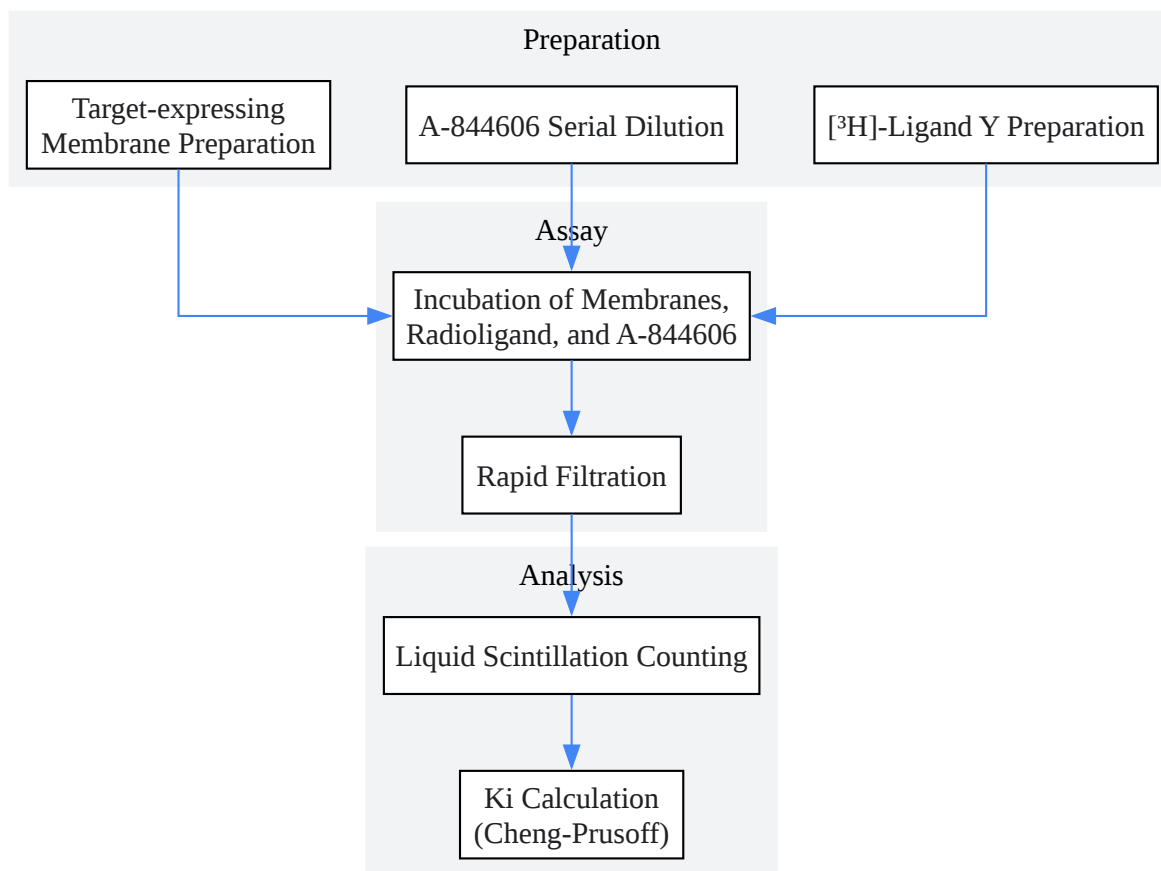 Preparation
Target-expressing
Membrane Preparation
A-844606 Serial Dilution
[³H]-Ligand Y Preparation
Assay
Incubation of Membranes,
Radioligand, and A-844606
Rapid Filtration
Analysis
Liquid Scintillation Counting
Ki Calculation
(Cheng-Prusoff)